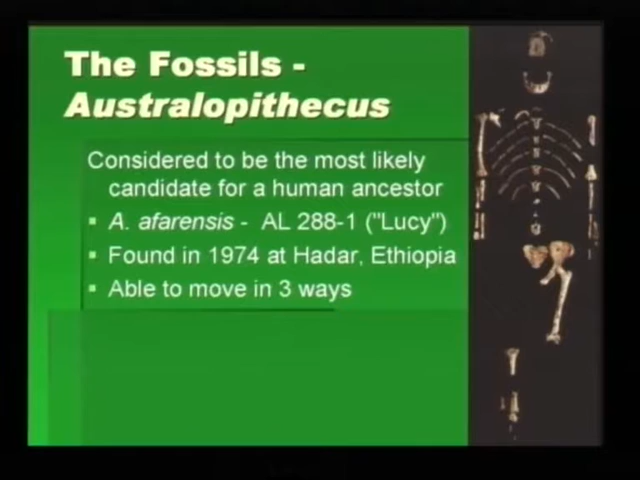 The Fossils -
Australopithecus
Considered to be the most likely
candidate for a human ancestor
▪ A. afarensis - AL 288-1 ("Lucy")
▪ Found in 1974 at Hadar, Ethiopia
▪ Able to move in 3 ways